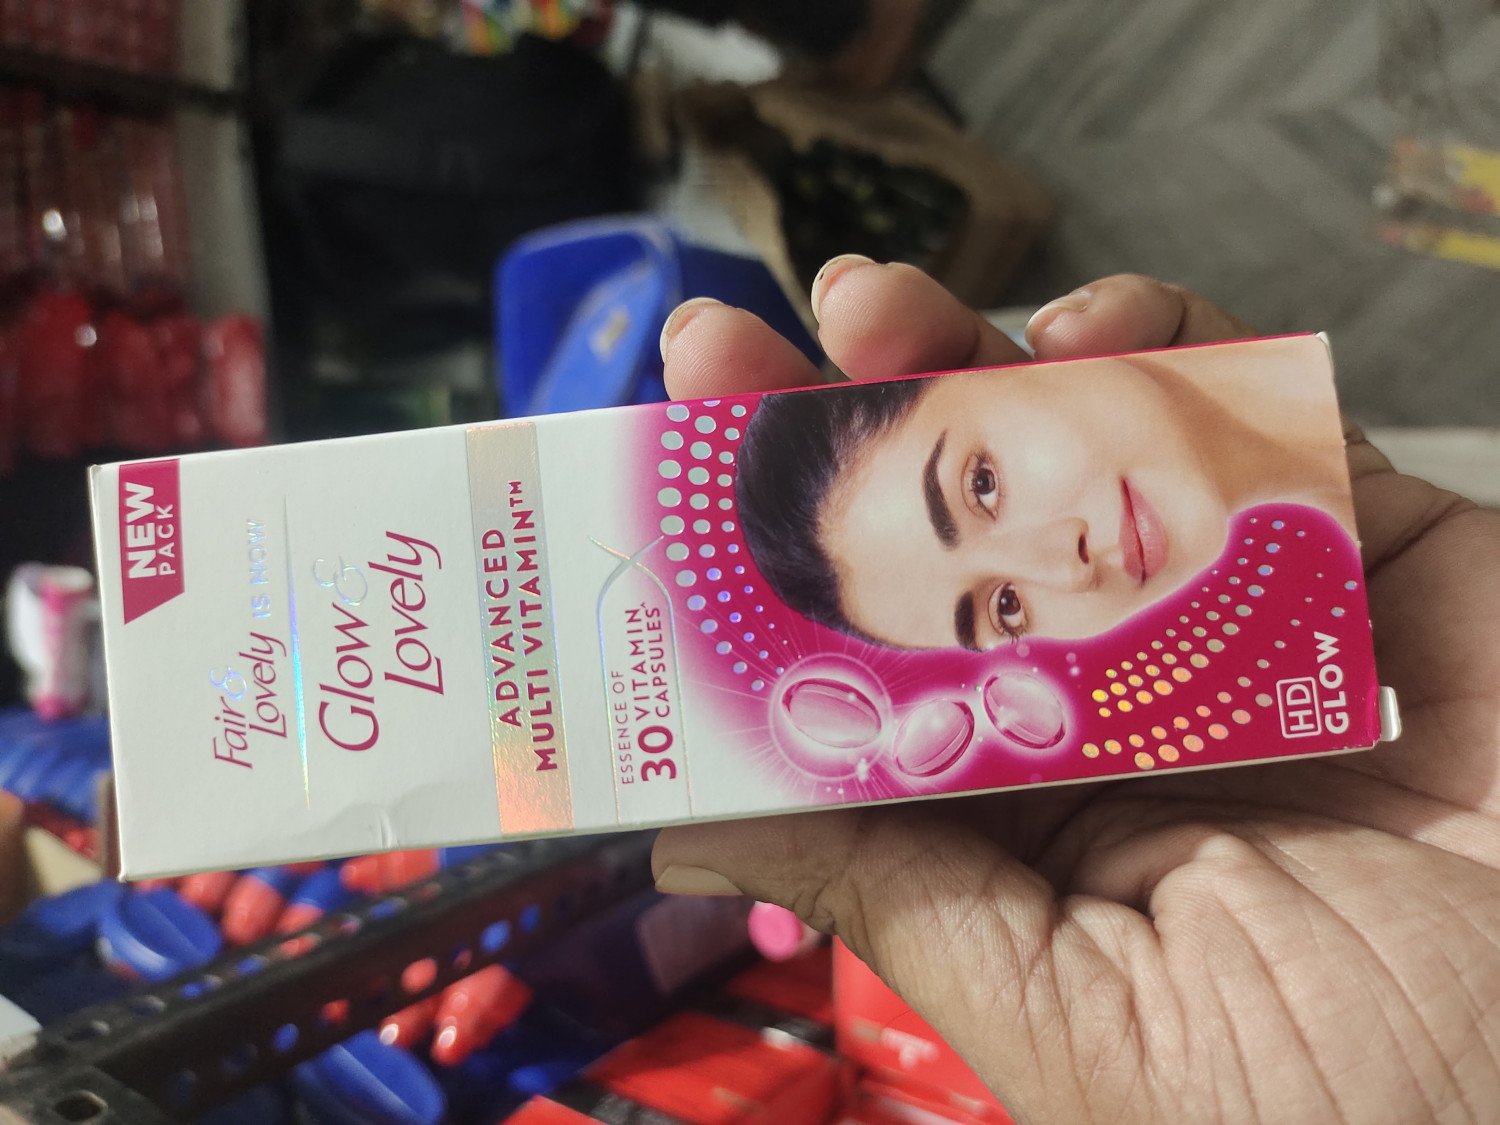 NEW
PACK
Fair &
Lovely IS NOW
Glow &
Lovely
ADVANCED
MULTI VITAMIN™
ESSENCE OF
30 VITAMIN
CAPSULES^
HD
GLOW